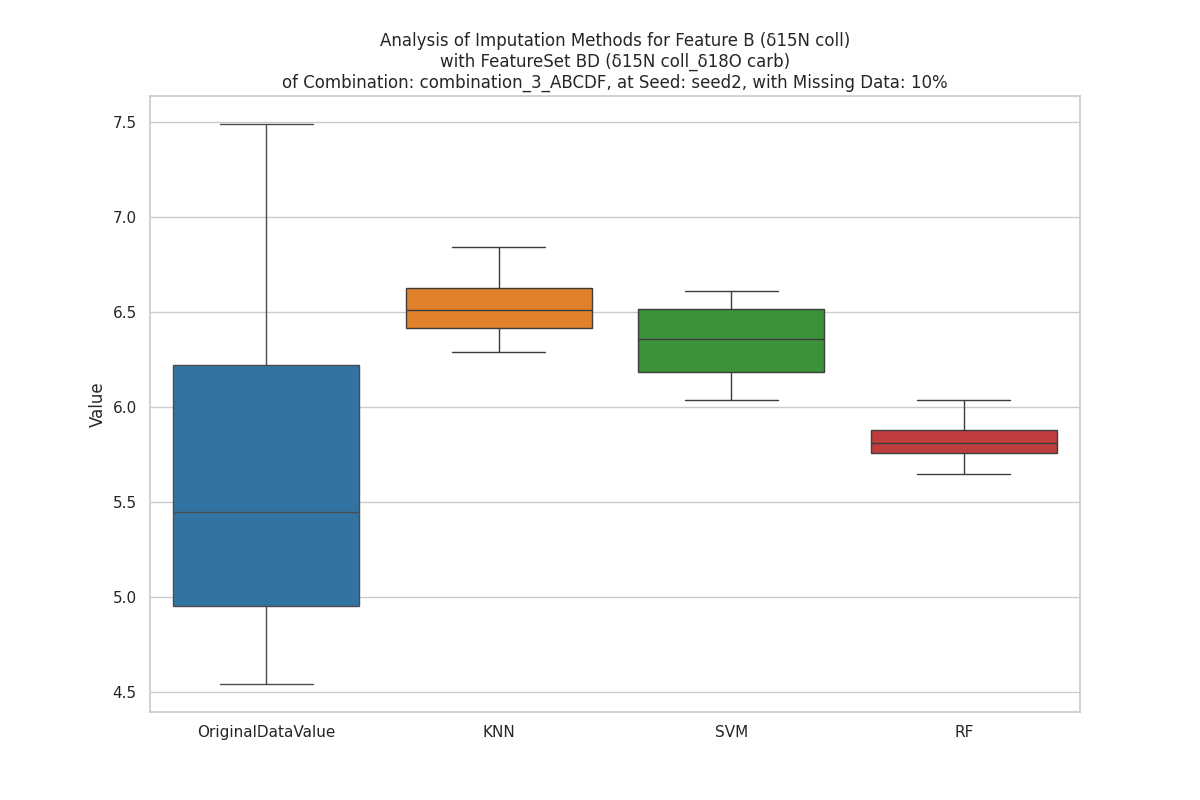 Analysis of Imputation Methods for Feature B (δ15N coll)
with FeatureSet BD (δ15N coll_δ18O carb)
of Combination: combination_3_ABCDF, at Seed: seed2, with Missing Data: 10%
7.5
7.0
6.5
6.0
5.5
5.0
4.5
Value
OriginalDataValue
KNN
SVM
RF